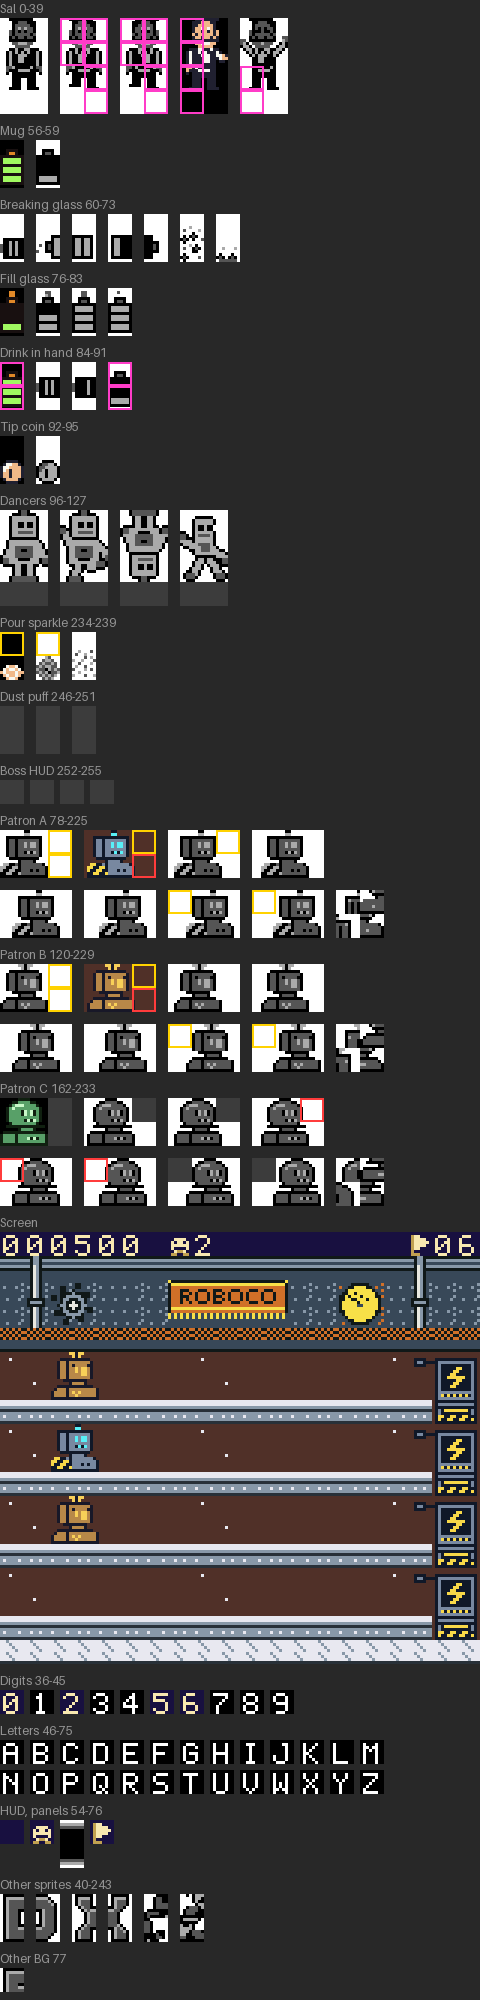 Sal 0-39
Mug 56-59
Breaking glass 60-73
Fill glass 76-83
Drink in hand 84-91
Tip coin 92-95
Dancers 96-127
Pour sparkle 234-239
Dust puff 246-251
Boss HUD 252-255
Patron A 78-225
Patron B 120-229
Patron C 162-233
Screen
000500 2 06
ROBOCO
Digits 36-45
0 1 2 3 4 5 6 7 8 9
Letters 46-75
A B C D E F G H I J K L M
N O P Q R S T U V W X Y Z
HUD, panels 54-76
Other sprites 40-243
Other BG 77